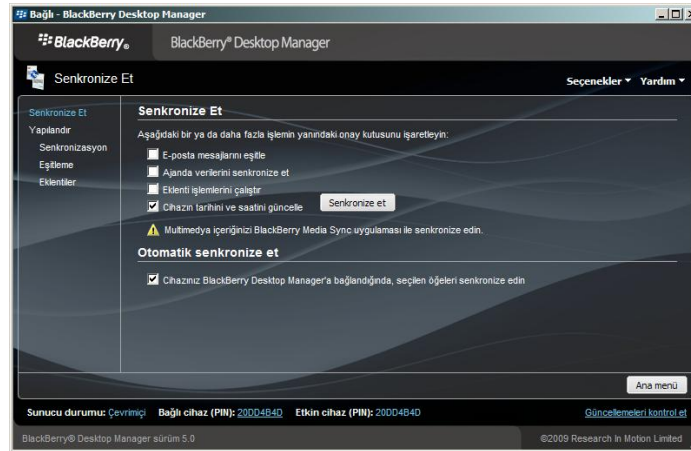 Bağlı - BlackBerry Desktop Manager
BlackBerry® BlackBerry® Desktop Manager
Senkronize Et
Seçenekler Yardım
Senkronize Et
Yapılandır
Senkronizasyon
Eşitleme
Eklentiler
Senkronize Et
Aşağıdaki bir ya da daha fazla işlemin yanındaki onay kutusunu işaretleyin:
E-posta mesajlarını eşitle
Ajanda verilerini senkronize et
Eklenti işlemlerini çalıştır
Cihazın tarihini ve saatini güncelle Senkronize et
Multimedya içeriğinizi BlackBerry Media Sync uygulaması ile senkronize edin.
Otomatik senkronize et
Cihazınız BlackBerry Desktop Manager'a bağlandığında, seçilen öğeleri senkronize edin
Ana menü
Sunucu durumu: Çevrimiçi Bağlı cihaz (PIN): 20DD4B4D Etkin cihaz (PIN): 20DD4B4D Güncellemeleri kontrol et
BlackBerry® Desktop Manager sürüm 5.0 ©2009 Research In Motion Limited